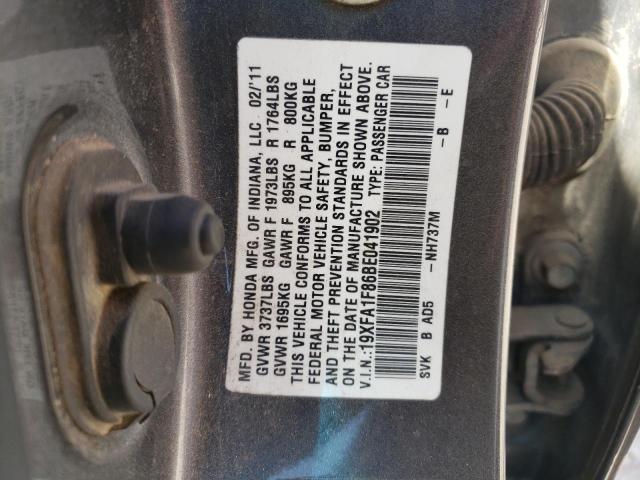 MFD. BY HONDA MFG. OF INDIANA, LLC 02/'11
GVWR 3737LBS GAWR F 1973LBS R 1764LBS
GVWR 1695KG GAWR F 895KG R 800KG
THIS VEHICLE CONFORMS TO ALL APPLICABLE
FEDERAL MOTOR VEHICLE SAFETY, BUMPER,
AND THEFT PREVENTION STANDARDS IN EFFECT
ON THE DATE OF MANUFACTURE SHOWN ABOVE.
V.I.N.:19XFA1F86BE041902 TYPE: PASSENGER CAR
SVK B AD5 -NH737M -B -E